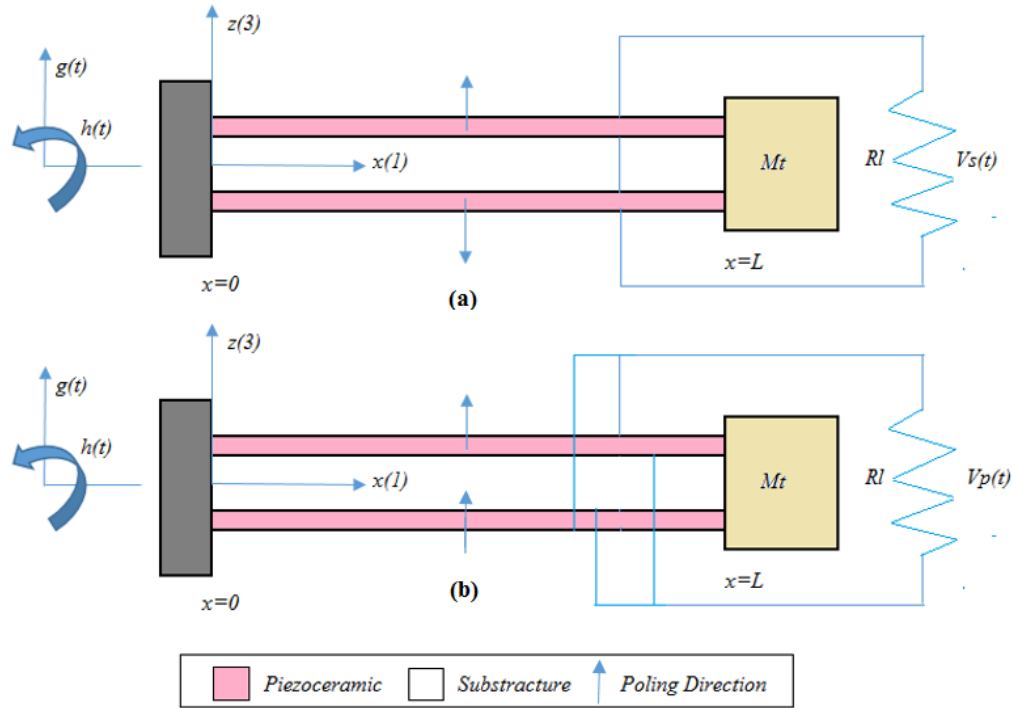 z(3)
g(t)
h(t)
x(1)
Mt
Rl
Vs(t)
-
x=0
x=L
.
(a)
z(3)
g(t)
h(t)
x(1)
Mt
Rl
Vp(t)
-
x=0
x=L
.
(b)
Piezoceramic
Substracture
Poling Direction